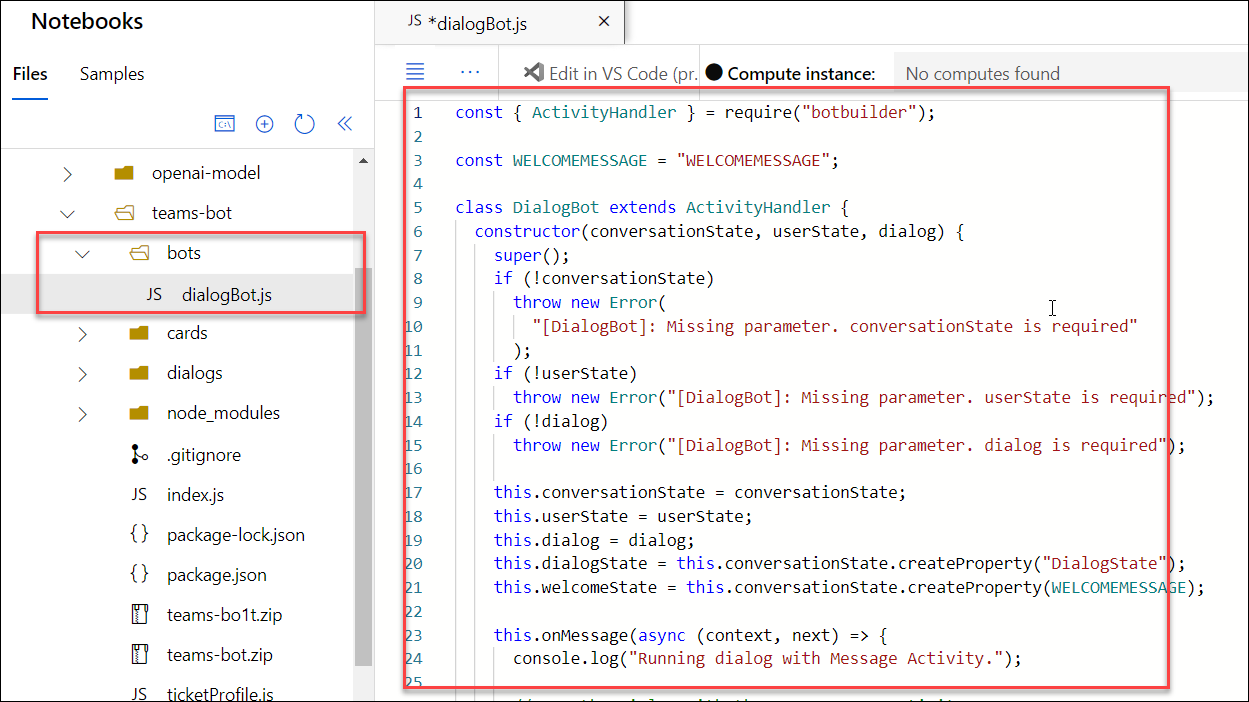 Notebooks
Files Samples
openai-model
teams-bot
bots
JS dialogBot.js
cards
dialogs
node_modules
.gitignore
JS index.js
{} package-lock.json
{} package.json
teams-bo1t.zip
teams-bot.zip
JS ticketProfile.js
JS *dialogBot.js ×
... Edit in VS Code (pr. Compute instance: No computes found
1 const { ActivityHandler } = require("botbuilder");
2
3 const WELCOMEMESSAGE = "WELCOMEMESSAGE";
4
5 class DialogBot extends ActivityHandler {
6 constructor(conversationState, userState, dialog) {
7 super();
8 if (!conversationState)
9 throw new Error(
10 "[DialogBot]: Missing parameter. conversationState is required"
11 );
12 if (!userState)
13 throw new Error("[DialogBot]: Missing parameter. userState is required");
14 if (!dialog)
15 throw new Error("[DialogBot]: Missing parameter. dialog is required");
16
17 this.conversationState = conversationState;
18 this.userState = userState;
19 this.dialog = dialog;
20 this.dialogState = this.conversationState.createProperty("DialogState");
21 this.welcomeState = this.conversationState.createProperty(WELCOMEMESSAGE);
22
23 this.onMessage(async (context, next) => {
24 console.log("Running dialog with Message Activity.");
25